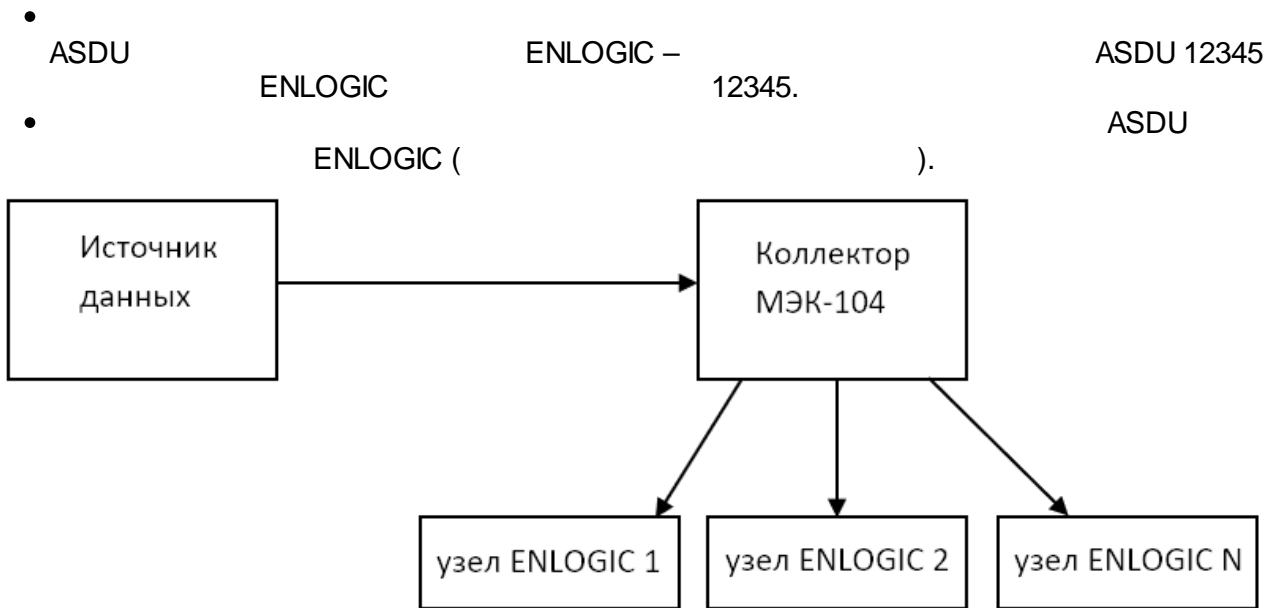 •
ASDU ENLOGIC – ASDU 12345
ENLOGIC 12345.
• ASDU
ENLOGIC ( ).
Источник
данных
Коллектор
МЭК-104
узел ENLOGIC 1
узел ENLOGIC 2
узел ENLOGIC N